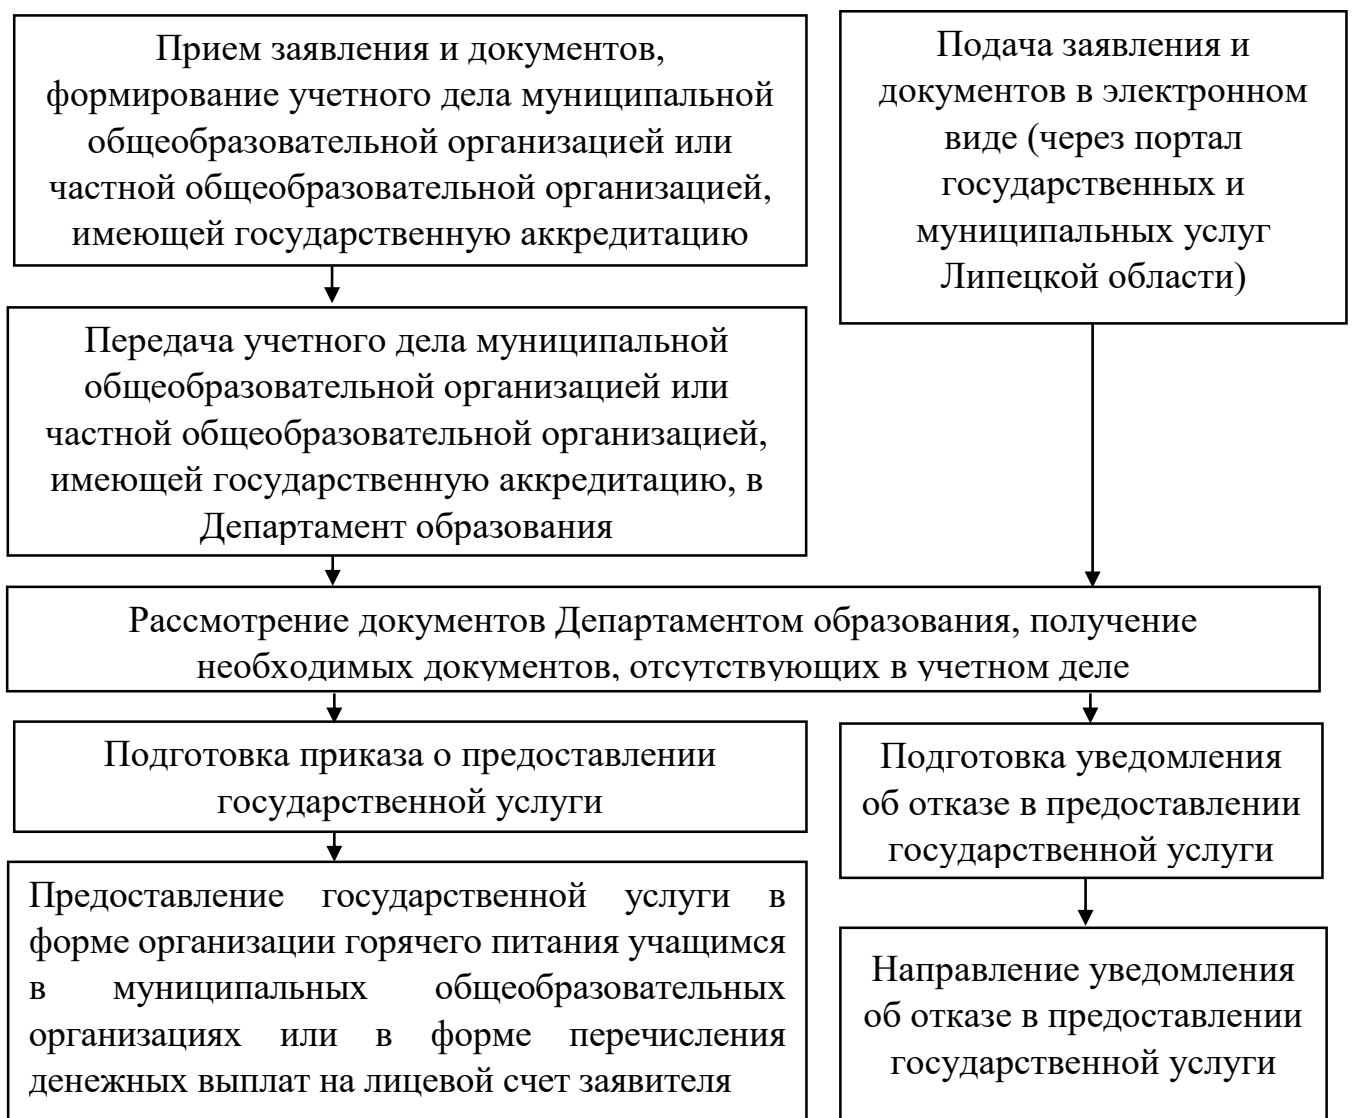 Прием заявления и документов,
формирование учетного дела муниципальной
общеобразовательной организацией или
частной общеобразовательной организацией,
имеющей государственную аккредитацию
Подача заявления и
документов в электронном
виде (через портал
государственных и
муниципальных услуг
Липецкой области)
Передача учетного дела муниципальной
общеобразовательной организацией или
частной общеобразовательной организацией,
имеющей государственную аккредитацию, в
Департамент образования
Рассмотрение документов Департаментом образования, получение
необходимых документов, отсутствующих в учетном деле
Подготовка приказа о предоставлении
государственной услуги
Подготовка уведомления
об отказе в предоставлении
государственной услуги
Предоставление государственной услуги в
форме организации горячего питания учащимся
в муниципальных общеобразовательных
организациях или в форме перечисления
денежных выплат на лицевой счет заявителя
Направление уведомления
об отказе в предоставлении
государственной услуги